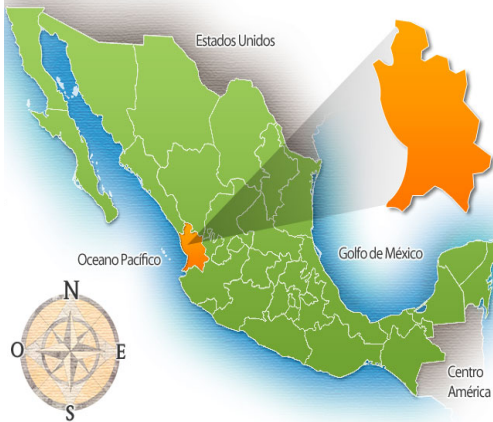 Estados Unidos
Golfo de México
Oceano Pacífico
N
O
E
S
Centro
América